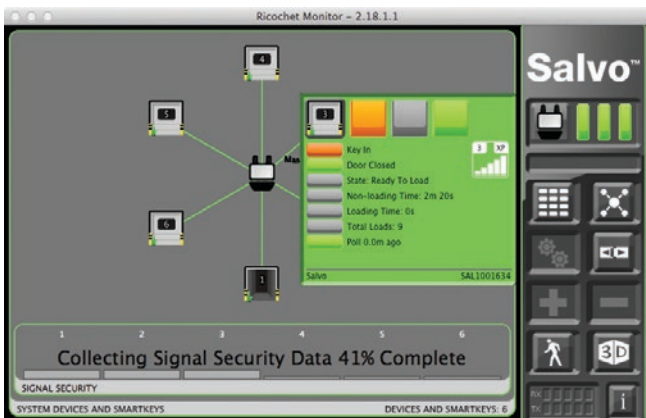 Ricochet Monitor – 2.18.1.1
Salvo™
4
5
3
3 XP
Mas
Key In
Door Closed
State: Ready To Load
Non-loading Time: 2m 20s
Loading Time: 0s
Total Loads: 9
Poll 0.0m ago
6
Salvo SAL1001634
1
1 2 3 4 5 6
Collecting Signal Security Data 41% Complete
SIGNAL SECURITY
SYSTEM DEVICES AND SMARTKEYS DEVICES AND SMARTKEYS: 6
3D
RX
TX
i